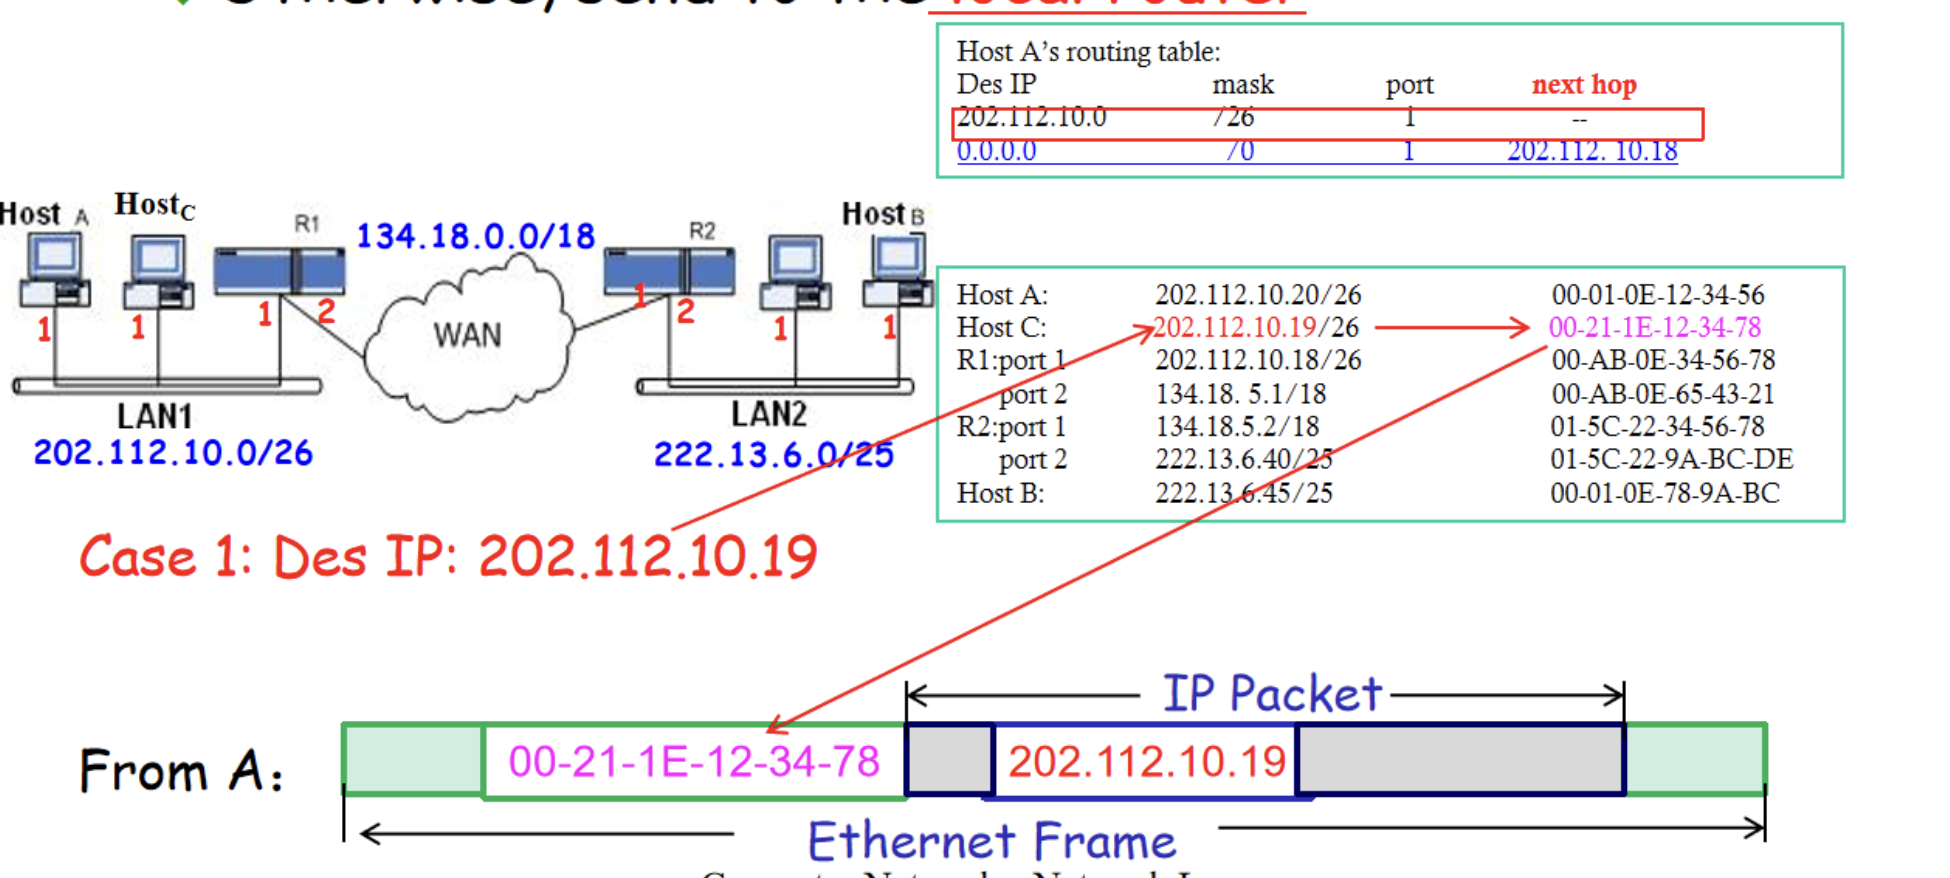 Otherwise, send to the local router
Host A's routing table:
Des IP mask port next hop
202.112.10.0 /26 1 --
0.0.0.0 /0 1 202.112. 10.18
Host A
HostC
R1
134.18.0.0/18
R2
Host B
1
1
1
2
WAN
1
2
1
1
LAN1
202.112.10.0/26
LAN2
222.13.6.0/25
Host A: 202.112.10.20/26 00-01-0E-12-34-56
Host C: 202.112.10.19/26 00-21-1E-12-34-78
R1:port 1 202.112.10.18/26 00-AB-0E-34-56-78
port 2 134.18. 5.1/18 00-AB-0E-65-43-21
R2:port 1 134.18.5.2/18 01-5C-22-34-56-78
port 2 222.13.6.40/25 01-5C-22-9A-BC-DE
Host B: 222.13.6.45/25 00-01-0E-78-9A-BC
Case 1: Des IP: 202.112.10.19
IP Packet
From A:
00-21-1E-12-34-78
202.112.10.19
Ethernet Frame